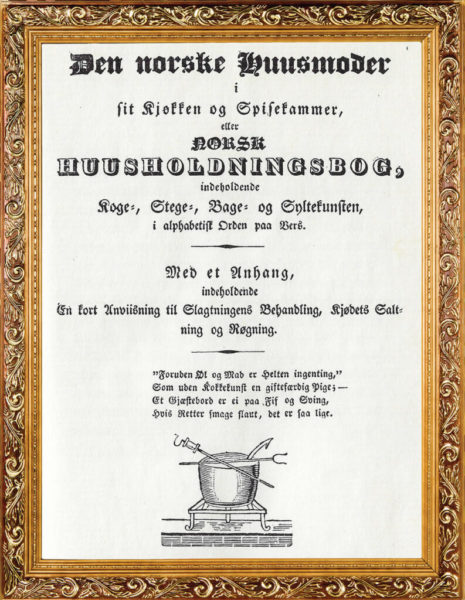 Den norske Huusmoder
i
sit Kjøkken og Spisekammer,
eller
NORSK
HUUSHOLDNINGSBOG,
indeholdende
Koge-, Stege-, Bage- og Syltekunsten,
i alphabetisk Orden paa Vers.
Med et Anhang,
indeholdende
En kort Anviisning til Slagtningens Behandling, Kjødets Salt-
ning og Røgning.
"Foruden Øl og Mad er Helten ingenting,"
Som uden Kokkekunst en giftefærdig Pige; —
Et Gjæstebord er ei paa Fif og Sving,
Hvis Retter smage slart, det er saa lige.